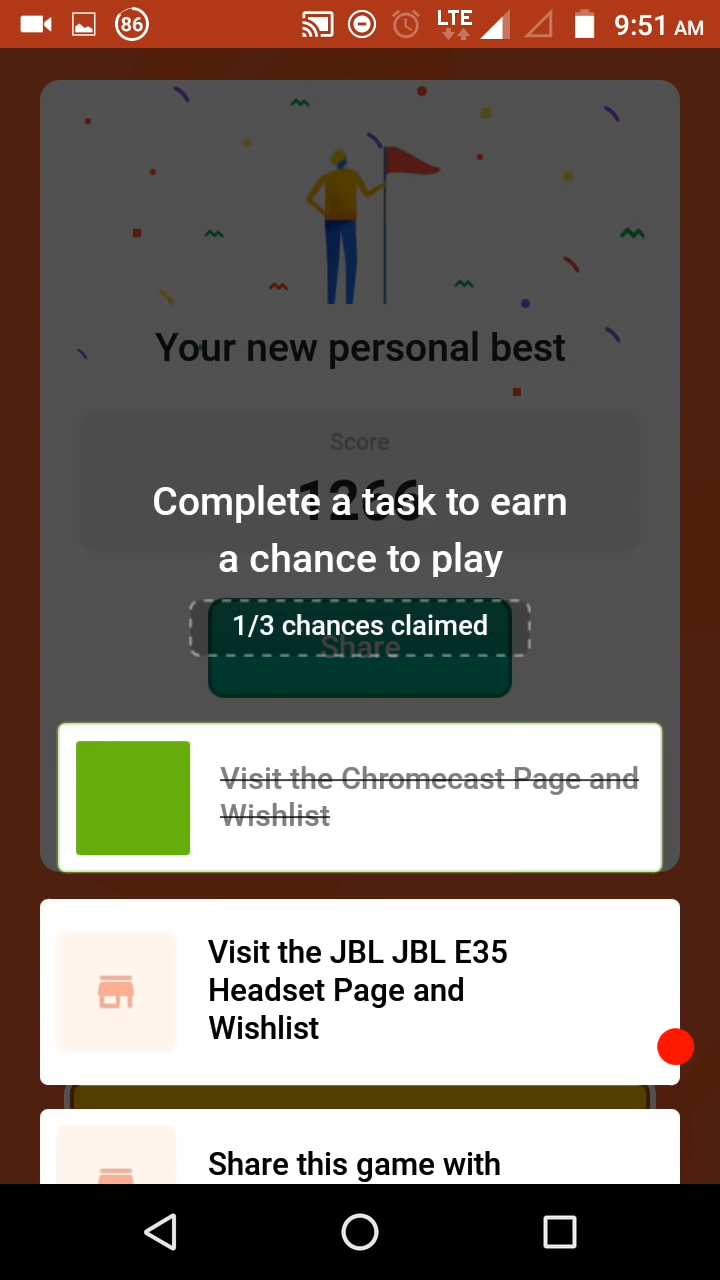 86
LTE
9:51 AM
Your new personal best
Score
1266
Complete a task to earn
a chance to play
1/3 chances claimed
Share
Visit the Chromecast Page and
Wishlist
Visit the JBL JBL E35
Headset Page and
Wishlist
Share this game with